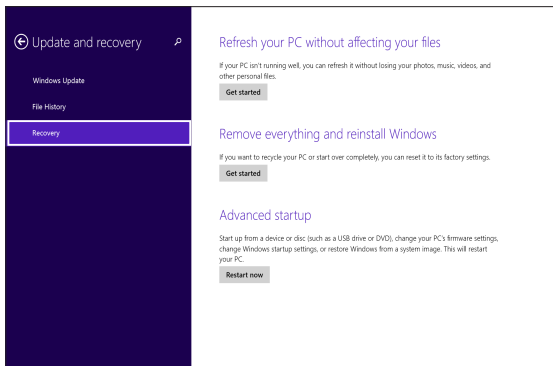 Update and recovery
Windows Update
File History
Recovery
Refresh your PC without affecting your files
If your PC isn't running well, you can refresh it without losing your photos, music, videos, and
other personal files.
Get started
Remove everything and reinstall Windows
If you want to recycle your PC or start over completely, you can reset it to its factory settings.
Get started
Advanced startup
Start up from a device or disc (such as a USB drive or DVD), change your PC's firmware settings,
change Windows startup settings, or restore Windows from a system image. This will restart
your PC.
Restart now